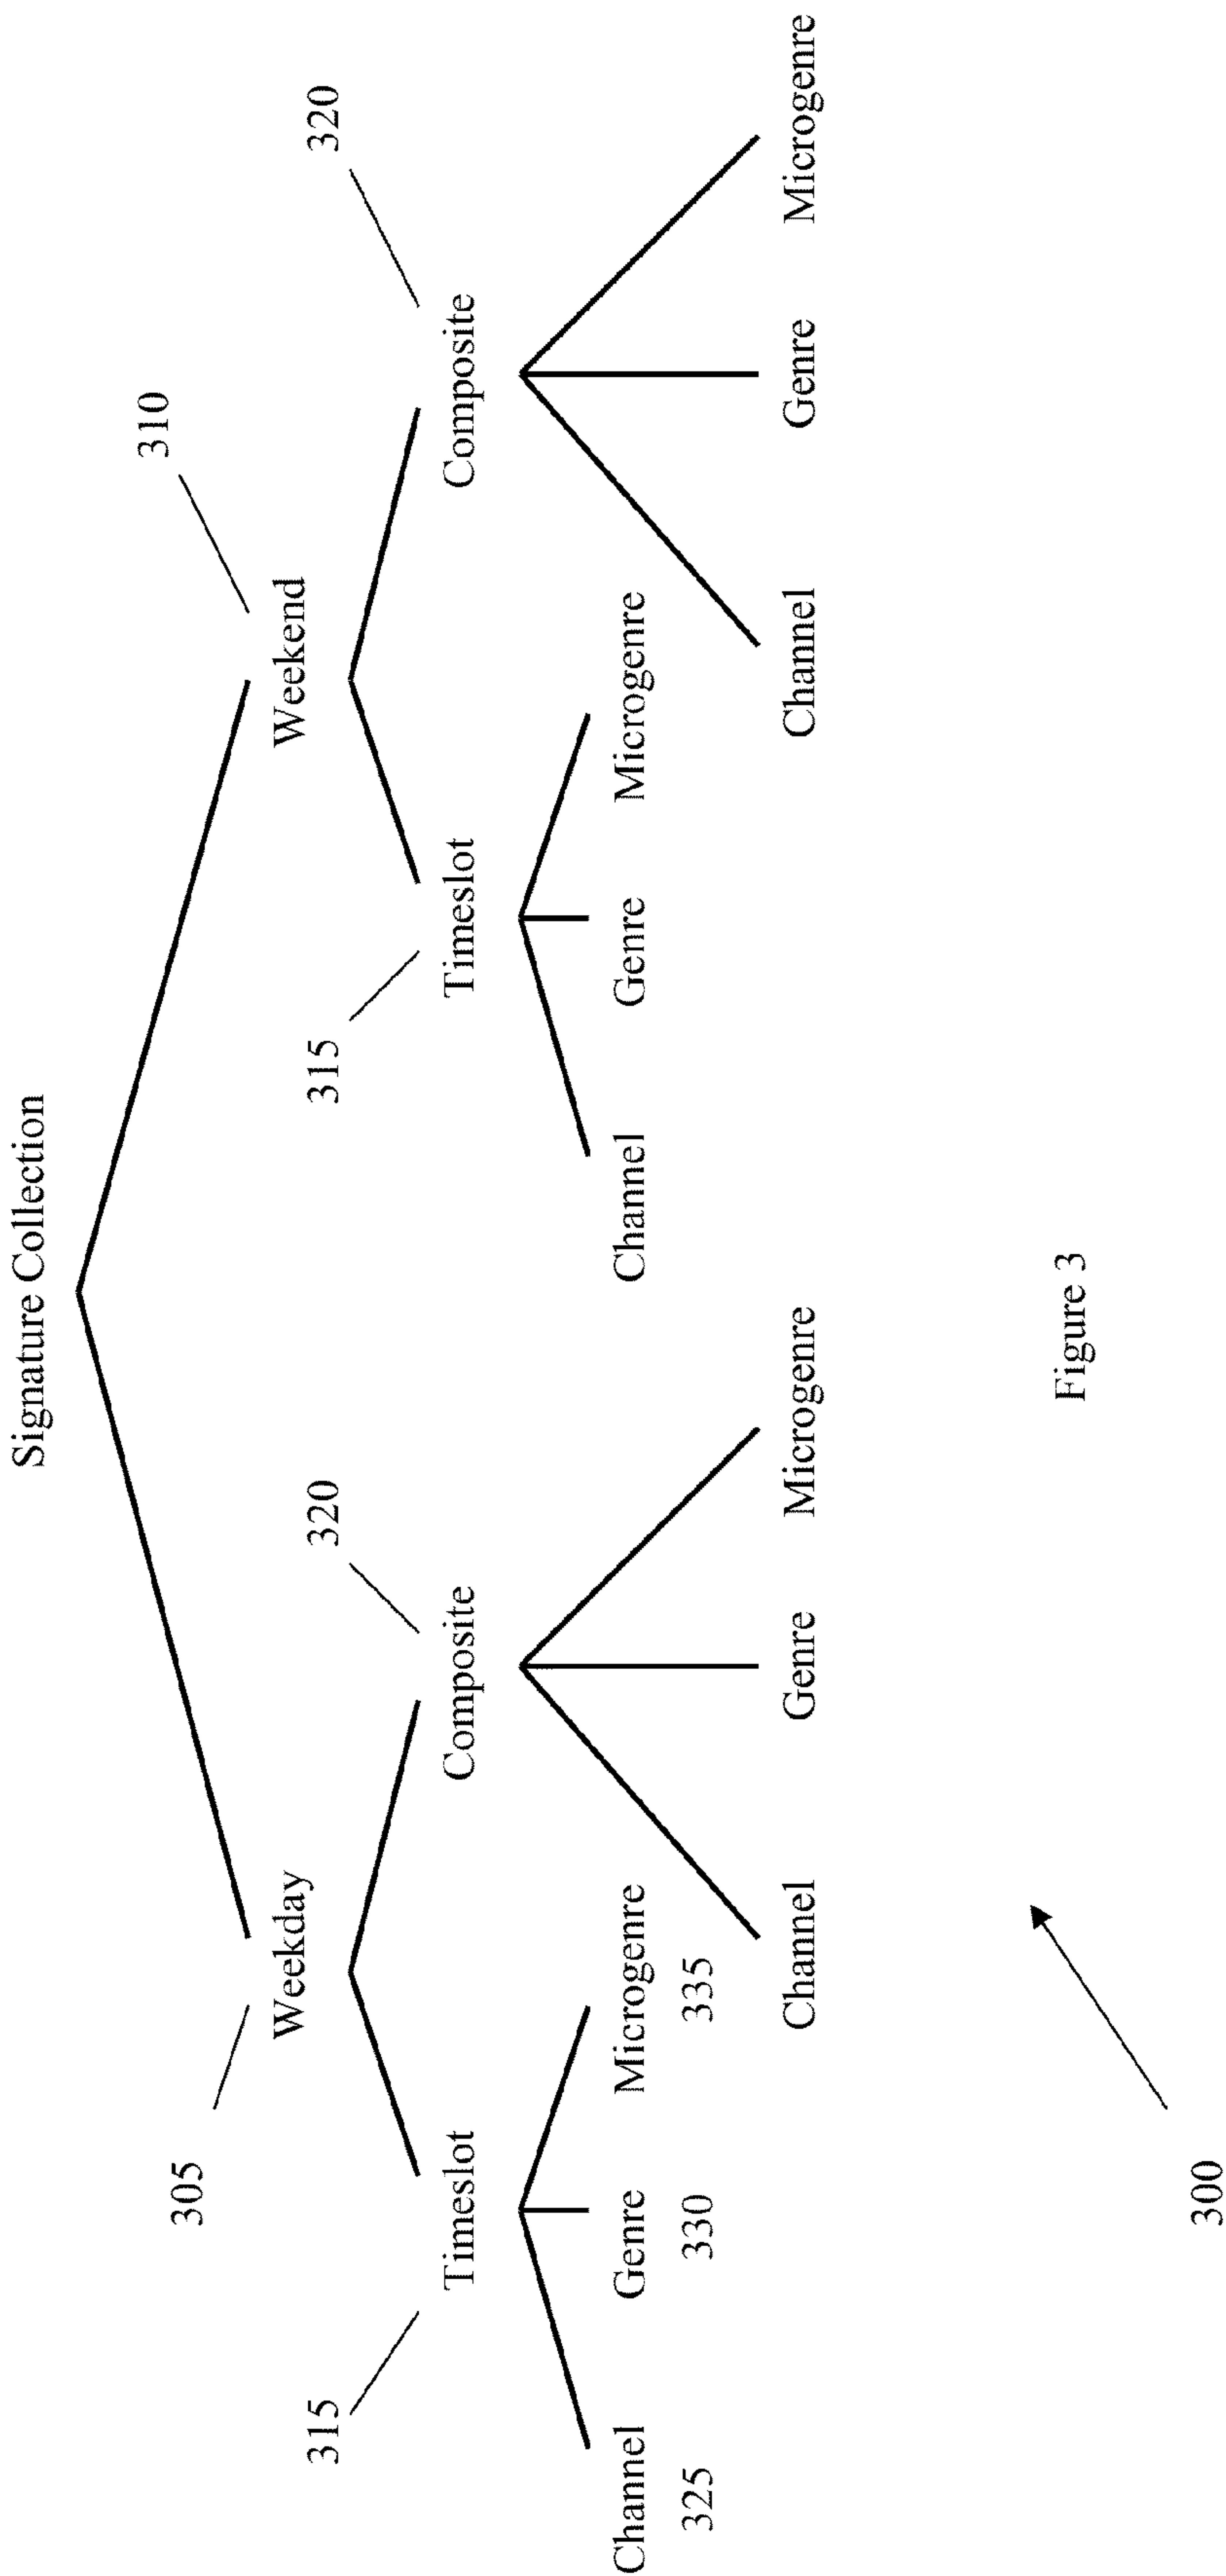 Signature Collection
310
305
Weekday
Weekend
315
320
315
320
Timeslot
Composite
Timeslot
Composite
Channel
Genre
Microgenre
Channel
Genre
Microgenre
325
330
335
Channel
Genre
Microgenre
Channel
Genre
Microgenre
Figure 3
300